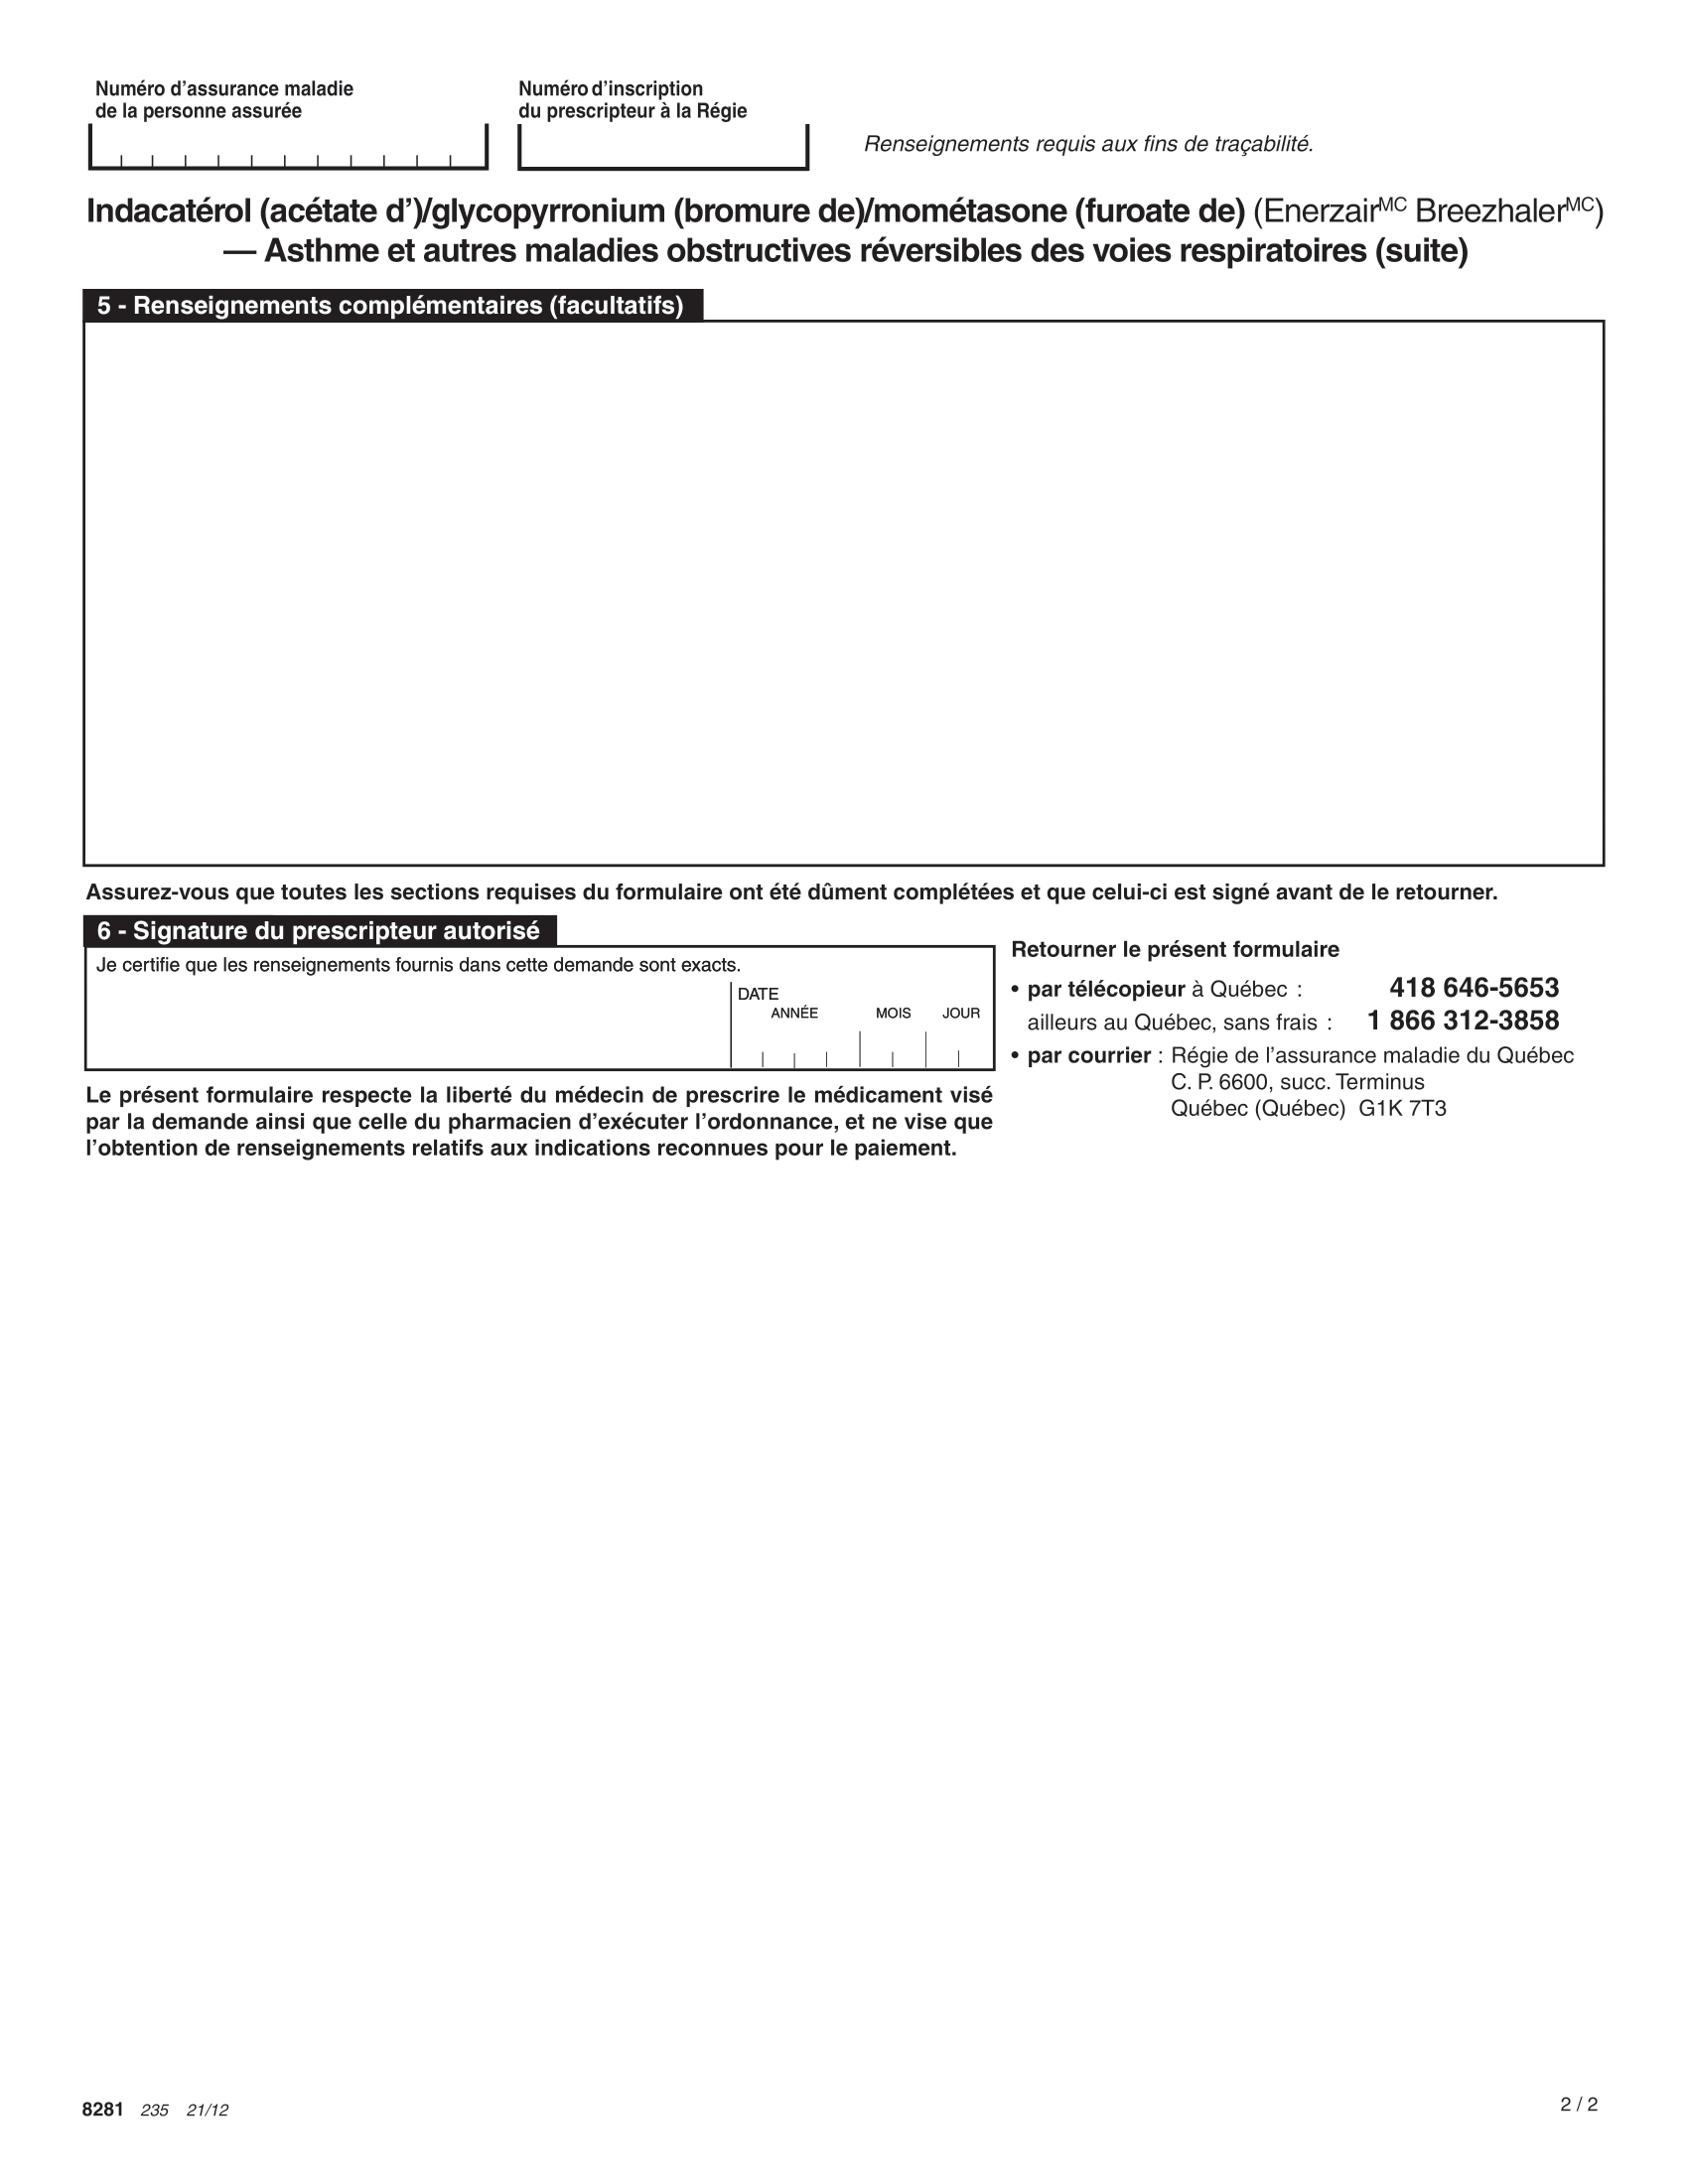 Numéro d'assurance maladie
de la personne assurée
Numéro d'inscription
du prescripteur à la Régie
Renseignements requis aux fins de traçabilité.
Indacatérol (acétate d')/glycopyrronium (bromure de)/mométasone (furoate de) (Enerzair^MC Breezhaler^MC)
— Asthme et autres maladies obstructives réversibles des voies respiratoires (suite)
5 - Renseignements complémentaires (facultatifs)
Assurez-vous que toutes les sections requises du formulaire ont été dûment complétées et que celui-ci est signé avant de le retourner.
6 - Signature du prescripteur autorisé
Je certifie que les renseignements fournis dans cette demande sont exacts.
DATE
ANNÉE MOIS JOUR
Le présent formulaire respecte la liberté du médecin de prescrire le médicament visé
par la demande ainsi que celle du pharmacien d'exécuter l'ordonnance, et ne vise que
l'obtention de renseignements relatifs aux indications reconnues pour le paiement.
Retourner le présent formulaire
• par télécopieur à Québec : 418 646-5653
ailleurs au Québec, sans frais : 1 866 312-3858
• par courrier : Régie de l'assurance maladie du Québec
C. P. 6600, succ. Terminus
Québec (Québec) G1K 7T3
8281 235 21/12
2 / 2